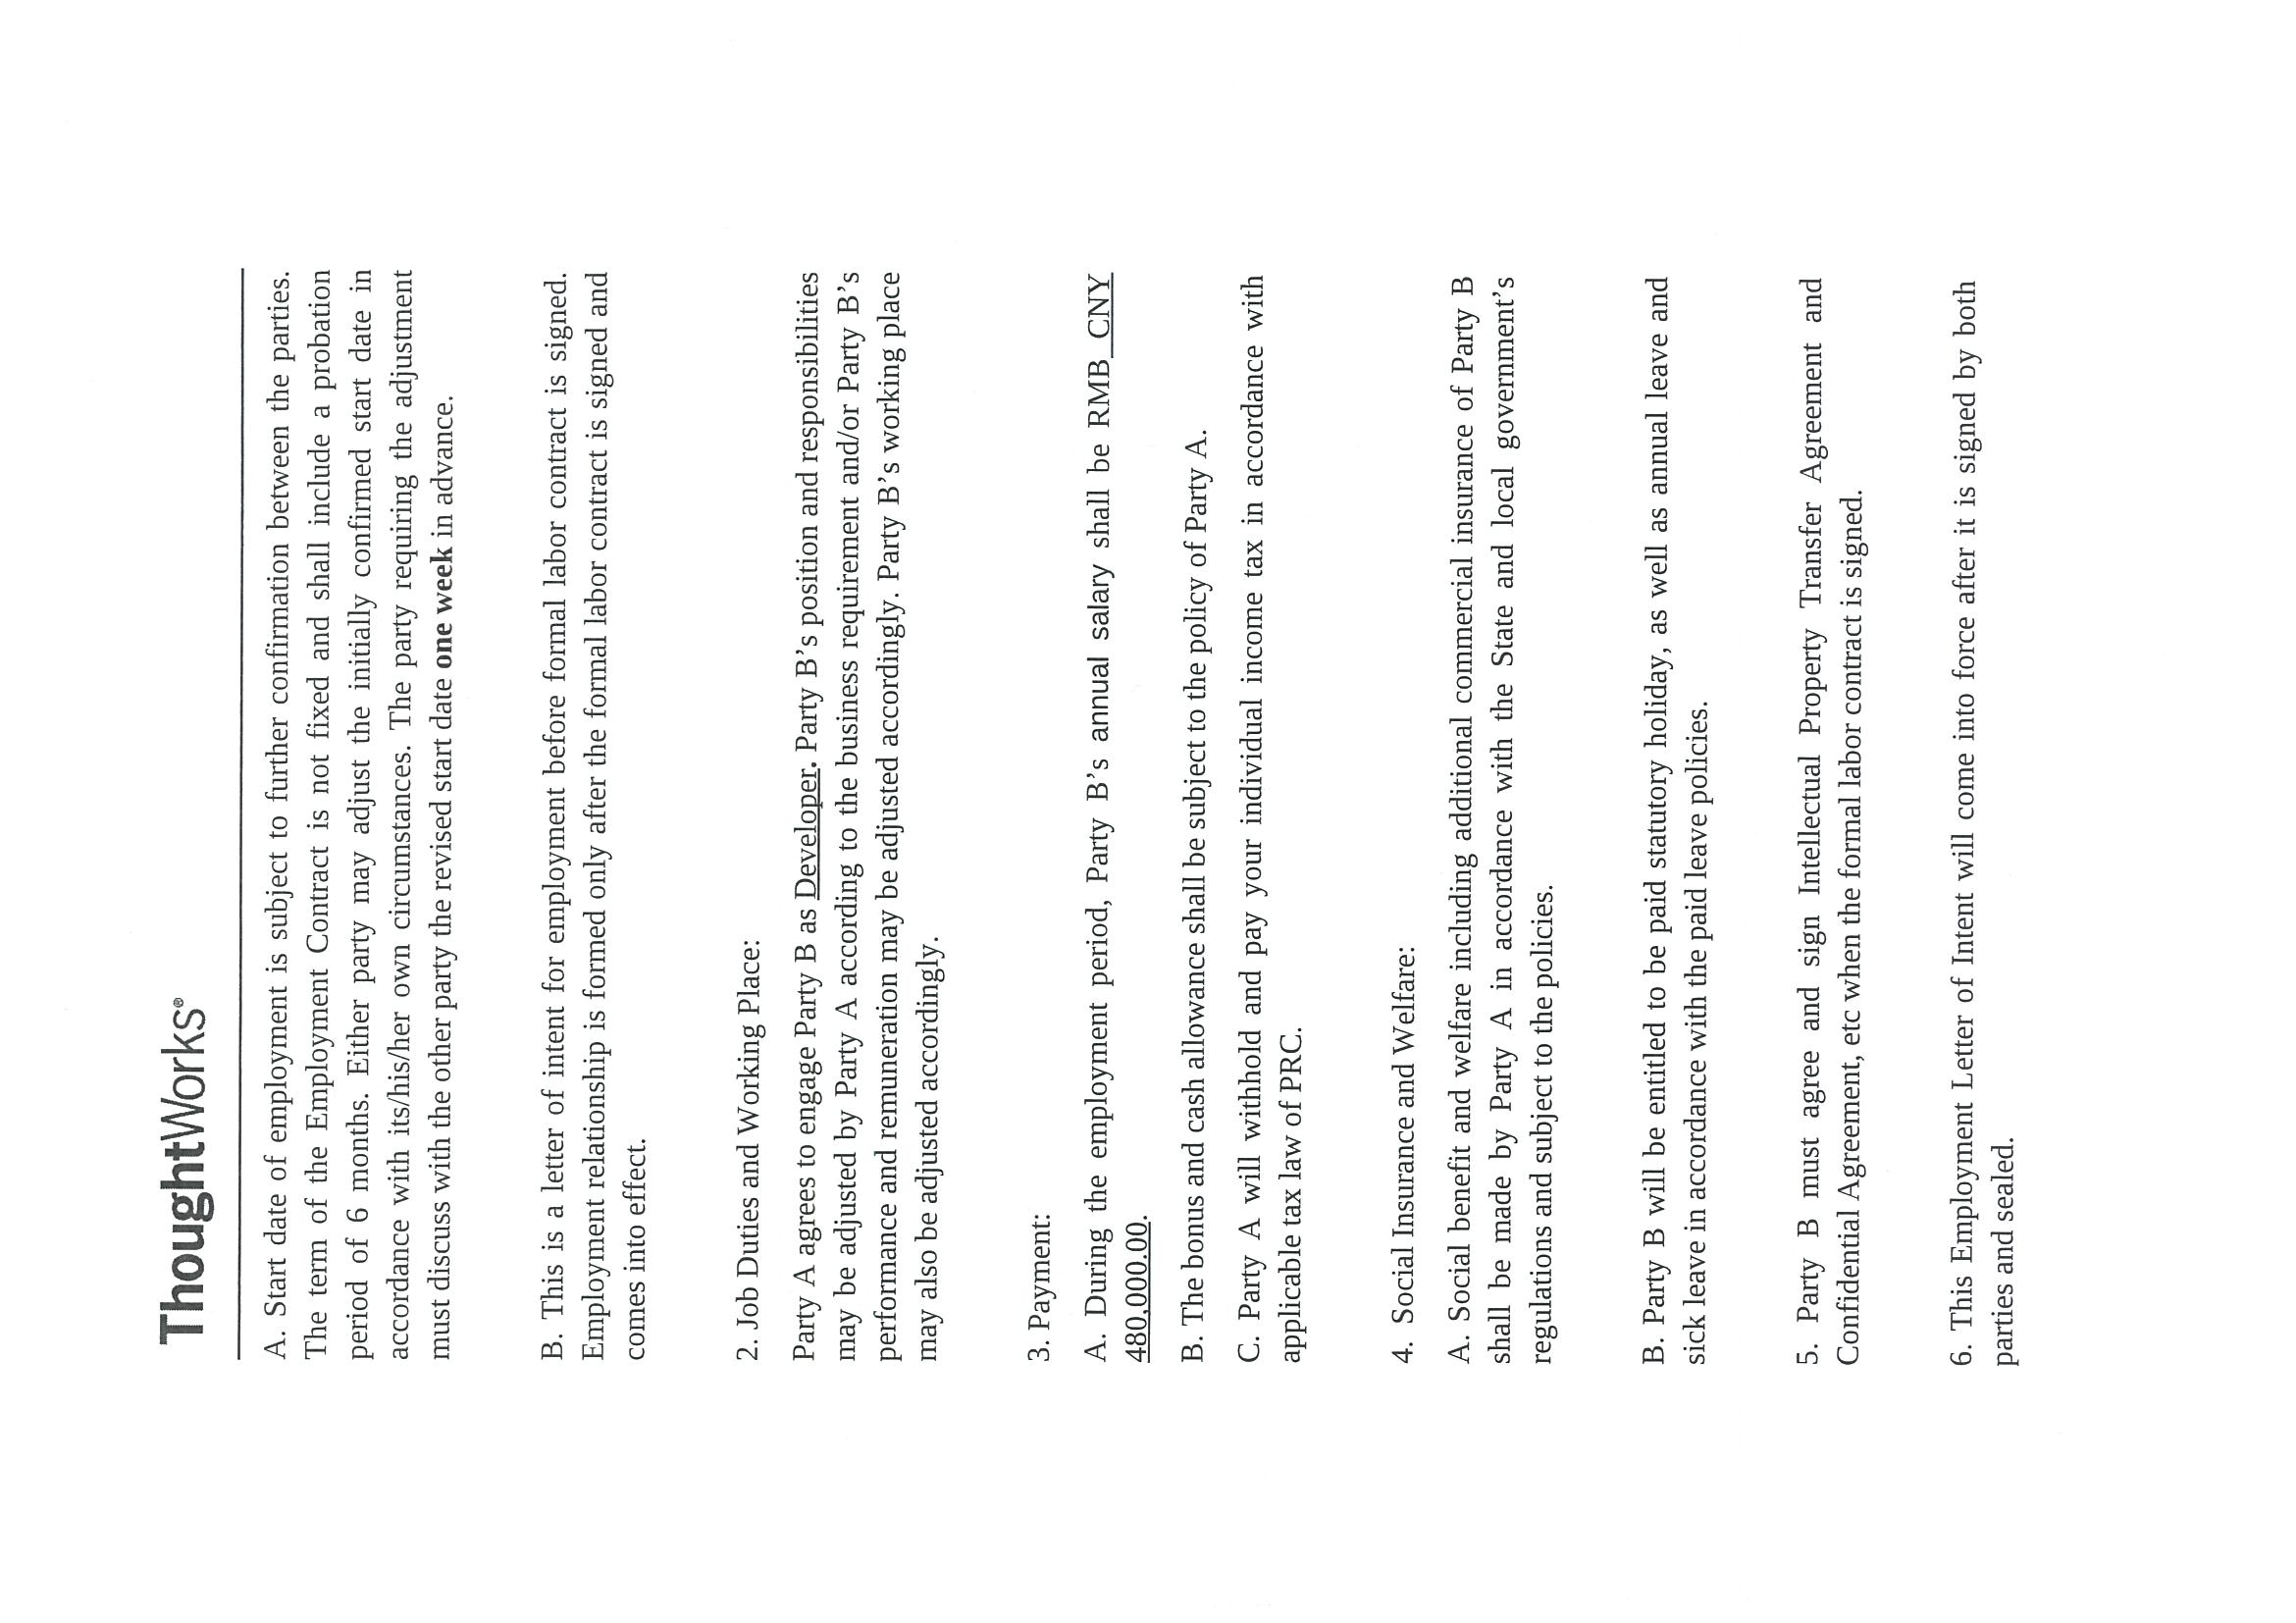 ThoughtWorks®
A. Start date of employment is subject to further confirmation between the parties.
The term of the Employment Contract is not fixed and shall include a probation
period of 6 months. Either party may adjust the initially confirmed start date in
accordance with its/his/her own circumstances. The party requiring the adjustment
must discuss with the other party the revised start date one week in advance.
B. This is a letter of intent for employment before formal labor contract is signed.
Employment relationship is formed only after the formal labor contract is signed and
comes into effect.
2. Job Duties and Working Place:
Party A agrees to engage Party B as Developer. Party B's position and responsibilities
may be adjusted by Party A according to the business requirement and/or Party B's
performance and remuneration may be adjusted accordingly. Party B's working place
may also be adjusted accordingly.
3. Payment:
A. During the employment period, Party B's annual salary shall be RMB CNY
480,000.00.
B. The bonus and cash allowance shall be subject to the policy of Party A.
C. Party A will withhold and pay your individual income tax in accordance with
applicable tax law of PRC.
4. Social Insurance and Welfare:
A. Social benefit and welfare including additional commercial insurance of Party B
shall be made by Party A in accordance with the State and local government's
regulations and subject to the policies.
B. Party B will be entitled to be paid statutory holiday, as well as annual leave and
sick leave in accordance with the paid leave policies.
5. Party B must agree and sign Intellectual Property Transfer Agreement and
Confidential Agreement, etc when the formal labor contract is signed.
6. This Employment Letter of Intent will come into force after it is signed by both
parties and sealed.